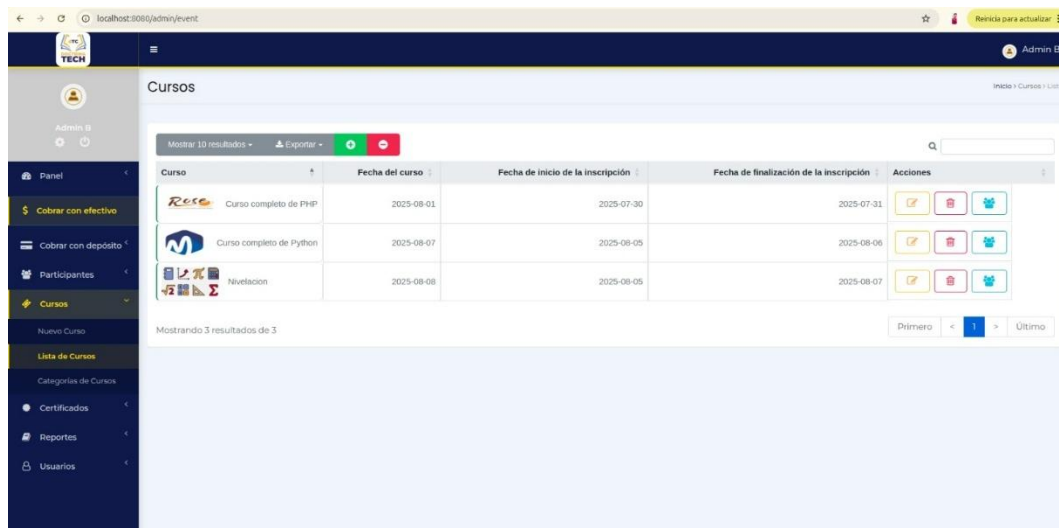 localhost:8080/admin/event
Reinicia para actualizar
ITC
TECH
Admin B
Cursos
Inicio > Cursos > List
Admin B
Mostrar 10 resultados
Exportar
Panel
Curso
Fecha del curso
Fecha de inicio de la inscripción
Fecha de finalización de la inscripción
Acciones
$ Cobrar con efectivo
Rose
Curso completo de PHP
2025-08-01
2025-07-30
2025-07-31
Cobrar con depósito
Curso completo de Python
2025-08-07
2025-08-05
2025-08-06
Participantes
π
√2
Σ
Nivelacion
2025-08-08
2025-08-05
2025-08-07
Cursos
Nuevo Curso
Mostrando 3 resultados de 3
Primero < 1 > Último
Lista de Cursos
Categorías de Cursos
Certificados
Reportes
Usuarios